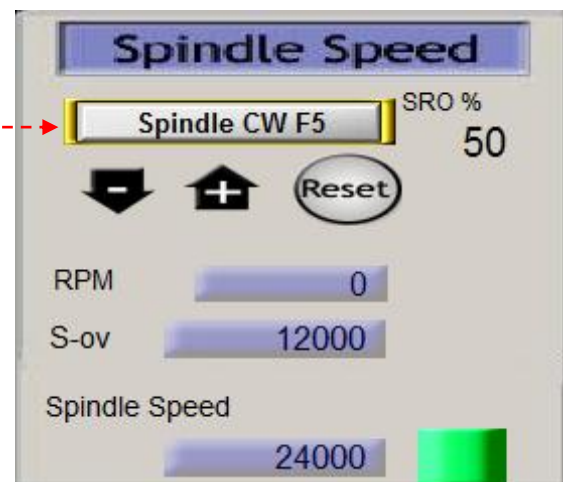 Spindle Speed
Spindle CW F5
SRO %
50
- + Reset
RPM 0
S-ov 12000
Spindle Speed
24000